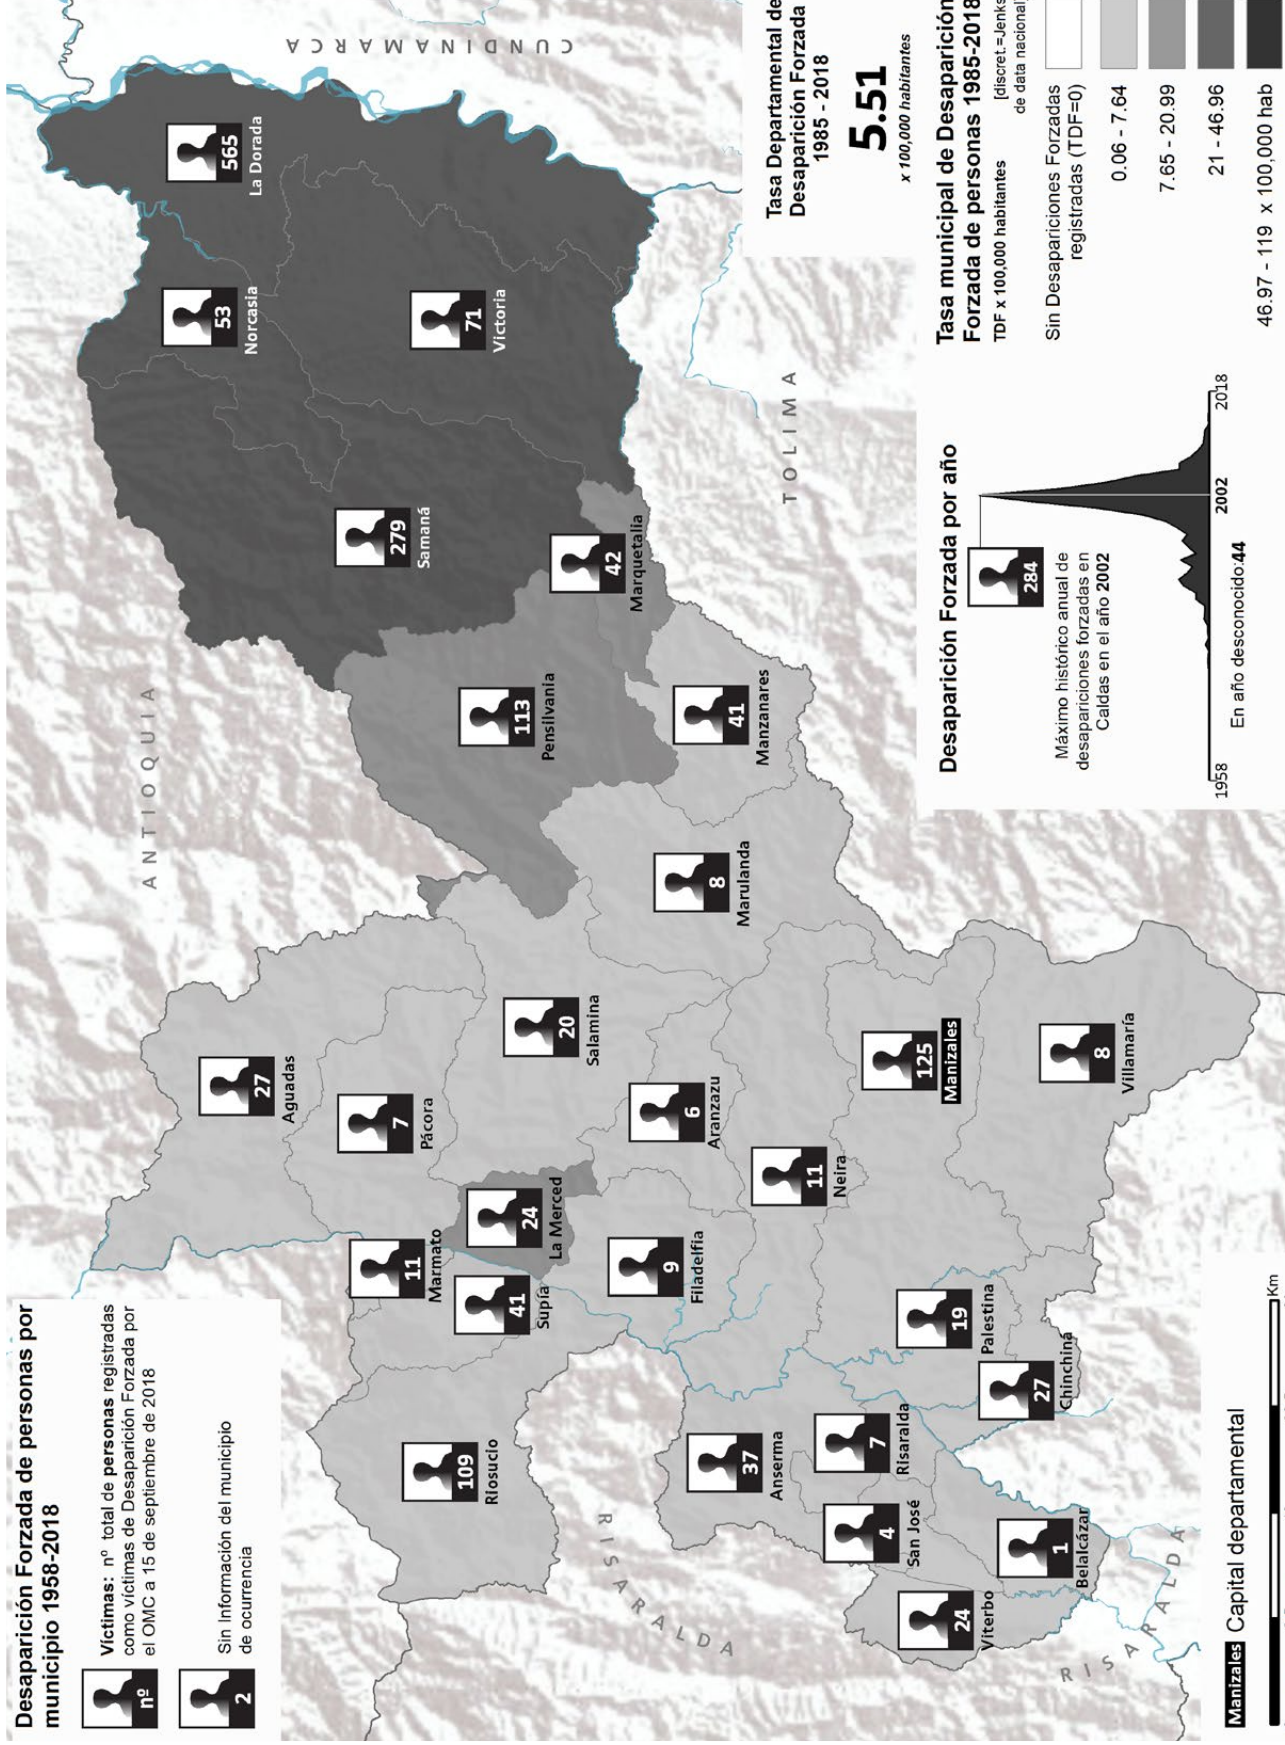 Desaparición Forzada de personas por
municipio 1958-2018
nº
Víctimas: nº total de personas registradas
como víctimas de Desaparición Forzada por
el OMC a 15 de septiembre de 2018
2
Sin Información del municipio
de ocurrencia
ANTIOQUIA
CUNDINAMARCA
TOLIMA
RISARALDA
RISARALDA
565
La Dorada
53
Norcasia
71
Victoria
279
Samaná
42
Marquetalia
113
Pensilvania
41
Manzanares
8
Marulanda
27
Aguadas
7
Pácora
20
Salamina
6
Aranzazu
125
Manizales
8
Villamaría
11
Neira
24
La Merced
11
Marmato
41
Supía
9
Filadelfia
109
Riosucio
19
Palestina
27
Chinchiná
37
Anserma
7
Risaralda
4
San José
1
Belalcázar
24
Viterbo
Manizales Capital departamental
Km
Desaparición Forzada por año
284
Máximo histórico anual de
desapariciones forzadas en
Caldas en el año 2002
1958
2002
2018
En año desconocido:44
Tasa Departamental de
Desaparición Forzada
1985 - 2018
5.51
x 100,000 habitantes
Tasa municipal de Desaparición
Forzada de personas 1985-2018
TDF x 100,000 habitantes
[discret.=Jenks
de data nacional]
Sin Desapariciones Forzadas
registradas (TDF=0)
0.06 - 7.64
7.65 - 20.99
21 - 46.96
46.97 - 119 x 100,000 hab